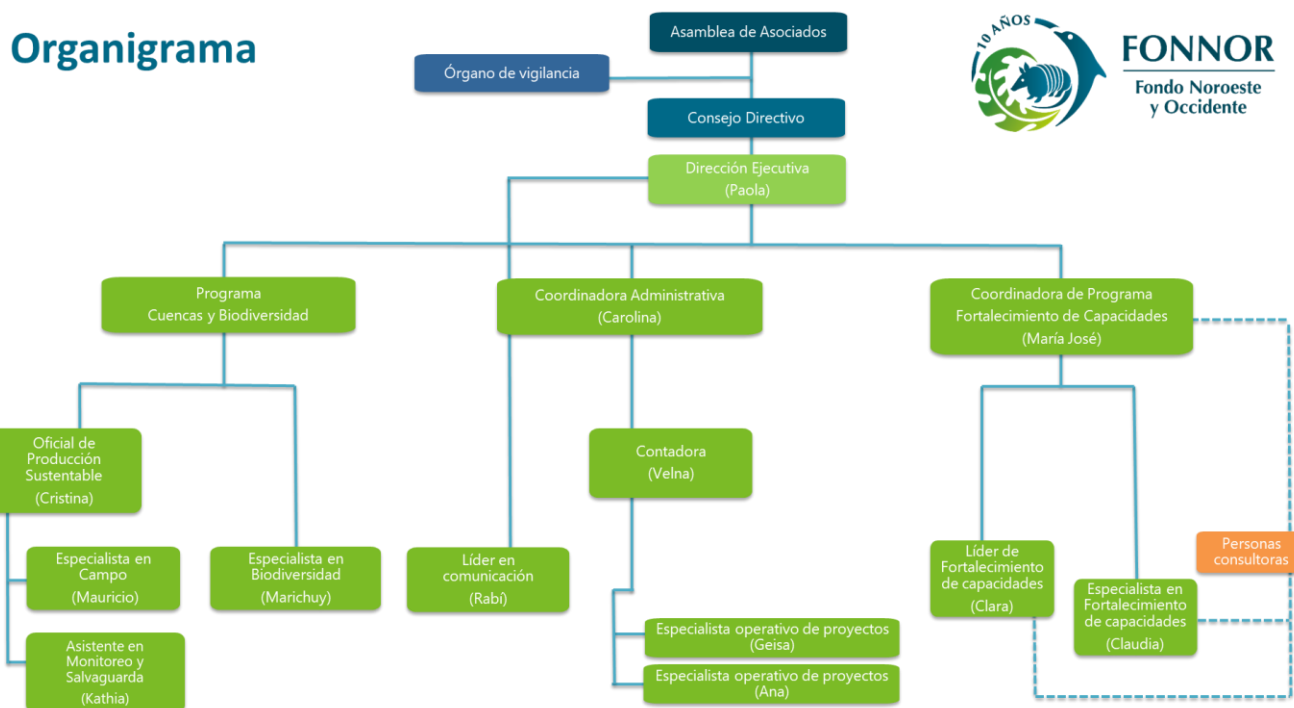 Organigrama
Asamblea de Asociados
Órgano de vigilancia
10 AÑOS
FONNOR
Fondo Noroeste
y Occidente
Consejo Directivo
Dirección Ejecutiva
(Paola)
Programa
Cuencas y Biodiversidad
Coordinadora Administrativa
(Carolina)
Coordinadora de Programa
Fortalecimiento de Capacidades
(María José)
Oficial de
Producción
Sustentable
(Cristina)
Contadora
(Velna)
Especialista en
Campo
(Mauricio)
Especialista en
Biodiversidad
(Marichuy)
Líder en
comunicación
(Rabí)
Líder de
Fortalecimiento
de capacidades
(Clara)
Personas
consultoras
Especialista en
Fortalecimiento
de capacidades
(Claudia)
Asistente en
Monitoreo y
Salvaguarda
(Kathia)
Especialista operativo de proyectos
(Geisa)
Especialista operativo de proyectos
(Ana)